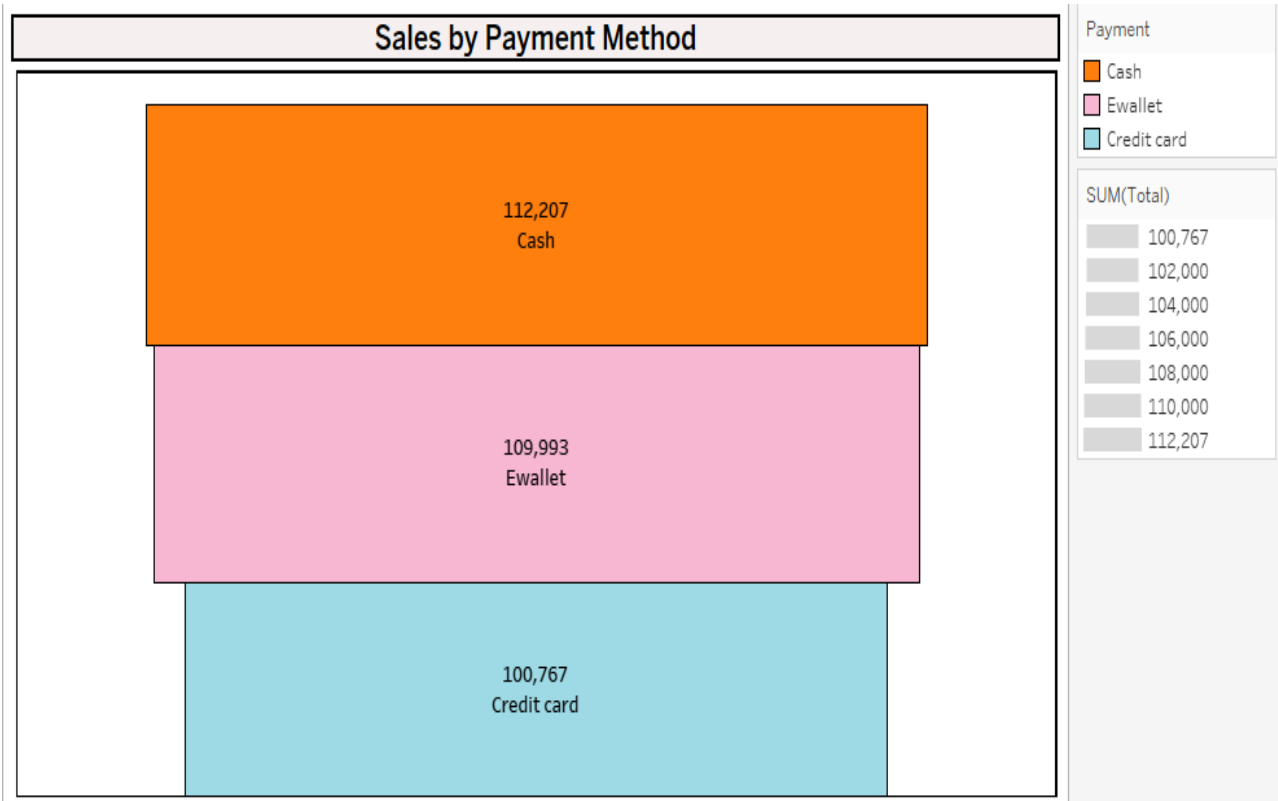 Sales by Payment Method
112,207
Cash
109,993
Ewallet
100,767
Credit card
Payment
Cash
Ewallet
Credit card
SUM(Total)
100,767
102,000
104,000
106,000
108,000
110,000
112,207